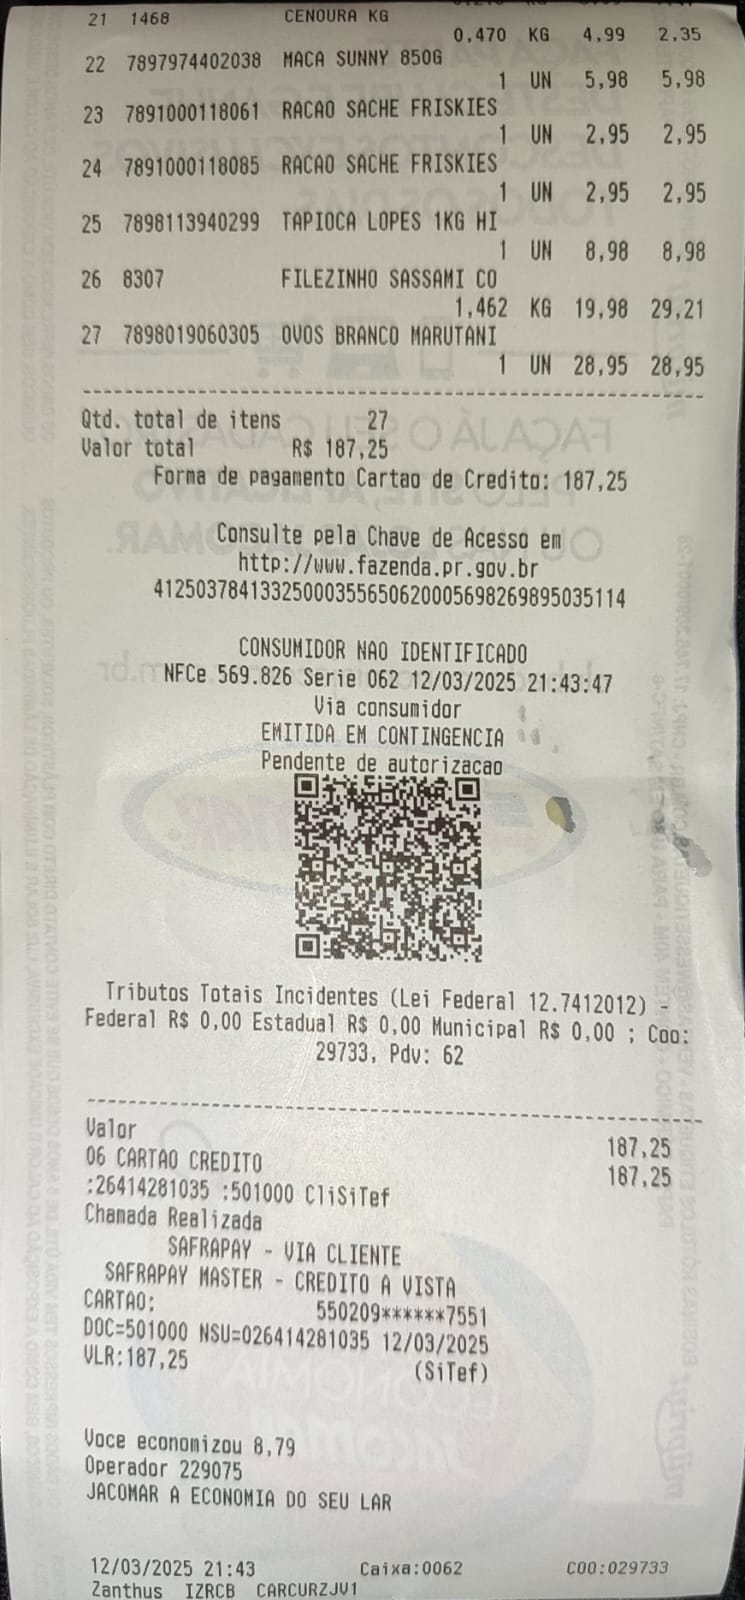 21 1468 CENOURA KG
0,470 KG 4,99 2,35
22 7897974402038 MACA SUNNY 850G
1 UN 5,98 5,98
23 7891000118061 RACAO SACHE FRISKIES
1 UN 2,95 2,95
24 7891000118085 RACAO SACHE FRISKIES
1 UN 2,95 2,95
25 7898113940299 TAPIOCA LOPES 1KG HI
1 UN 8,98 8,98
26 8307 FILEZINHO SASSAMI CO
1,462 KG 19,98 29,21
27 7898019060305 OVOS BRANCO MARUTANI
1 UN 28,95 28,95
Qtd. total de itens 27
Valor total R$ 187,25
Forma de pagamento Cartao de Credito: 187,25
Consulte pela Chave de Acesso em
http://www.fazenda.pr.gov.br
41250378413325000355650620005698269895035114
CONSUMIDOR NAO IDENTIFICADO
NFCe 569.826 Serie 062 12/03/2025 21:43:47
Via consumidor
EMITIDA EM CONTINGENCIA
Pendente de autorizacao
Tributos Totais Incidentes (Lei Federal 12.7412012) -
Federal R$ 0,00 Estadual R$ 0,00 Municipal R$ 0,00 ; Coo:
29733, Pdv: 62
Valor 187,25
06 CARTAO CREDITO 187,25
:26414281035 :501000 CliSiTef
Chamada Realizada
SAFRAPAY - VIA CLIENTE
SAFRAPAY MASTER - CREDITO A VISTA
CARTAO: 550209******7551
DOC=501000 NSU=026414281035 12/03/2025
VLR:187,25 (SiTef)
Voce economizou 8,79
Operador 229075
JACOMAR A ECONOMIA DO SEU LAR
12/03/2025 21:43 Caixa:0062 COO:029733
Zanthus IZRCB CARCURZJV1